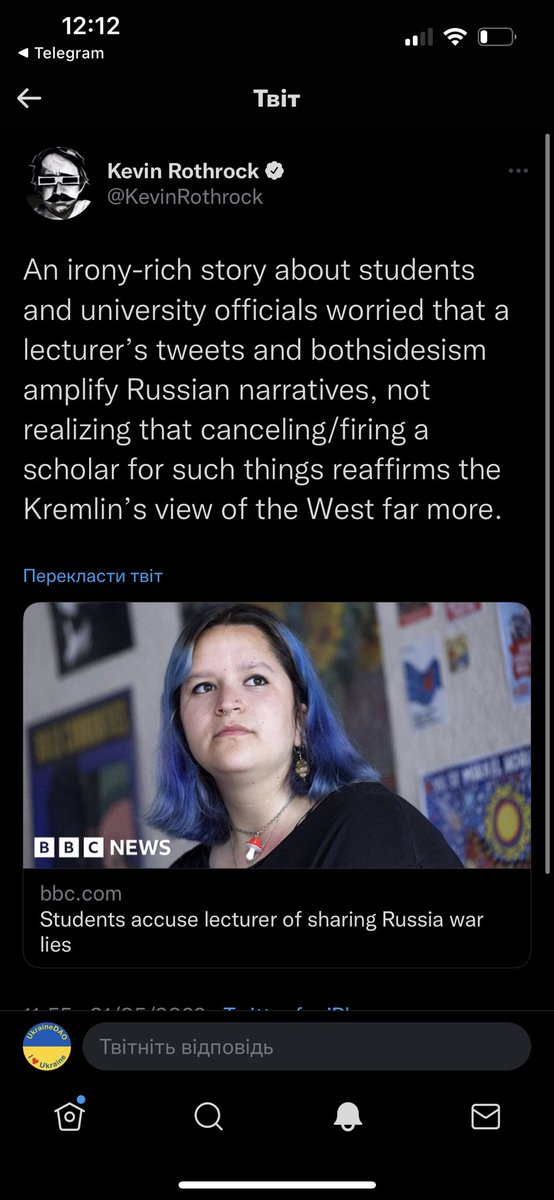 12:12
◀ Telegram
Твіт
Kevin Rothrock
@KevinRothrock
An irony-rich story about students
and university officials worried that a
lecturer’s tweets and bothsidesism
amplify Russian narratives, not
realizing that canceling/firing a
scholar for such things reaffirms the
Kremlin’s view of the West far more.
Перекласти твіт
BBC NEWS
bbc.com
Students accuse lecturer of sharing Russia war
lies
UkraineDAO
I ❤ Ukraine
Твітніть відповідь